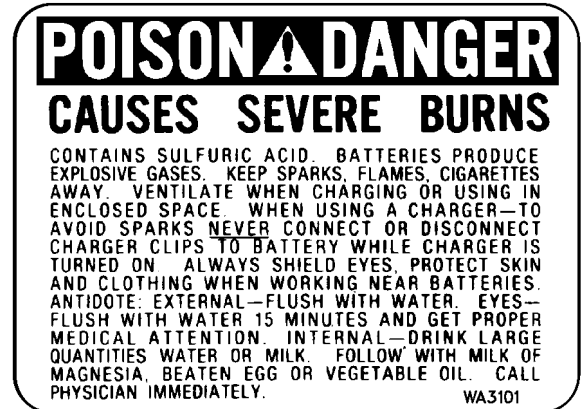 POISON DANGER
CAUSES SEVERE BURNS
CONTAINS SULFURIC ACID. BATTERIES PRODUCE
EXPLOSIVE GASES. KEEP SPARKS, FLAMES, CIGARETTES
AWAY. VENTILATE WHEN CHARGING OR USING IN
ENCLOSED SPACE. WHEN USING A CHARGER—TO
AVOID SPARKS NEVER CONNECT OR DISCONNECT
CHARGER CLIPS TO BATTERY WHILE CHARGER IS
TURNED ON. ALWAYS SHIELD EYES, PROTECT SKIN
AND CLOTHING WHEN WORKING NEAR BATTERIES.
ANTIDOTE: EXTERNAL—FLUSH WITH WATER. EYES—
FLUSH WITH WATER 15 MINUTES AND GET PROPER
MEDICAL ATTENTION. INTERNAL—DRINK LARGE
QUANTITIES WATER OR MILK. FOLLOW WITH MILK OF
MAGNESIA, BEATEN EGG OR VEGETABLE OIL. CALL
PHYSICIAN IMMEDIATELY.
WA3101